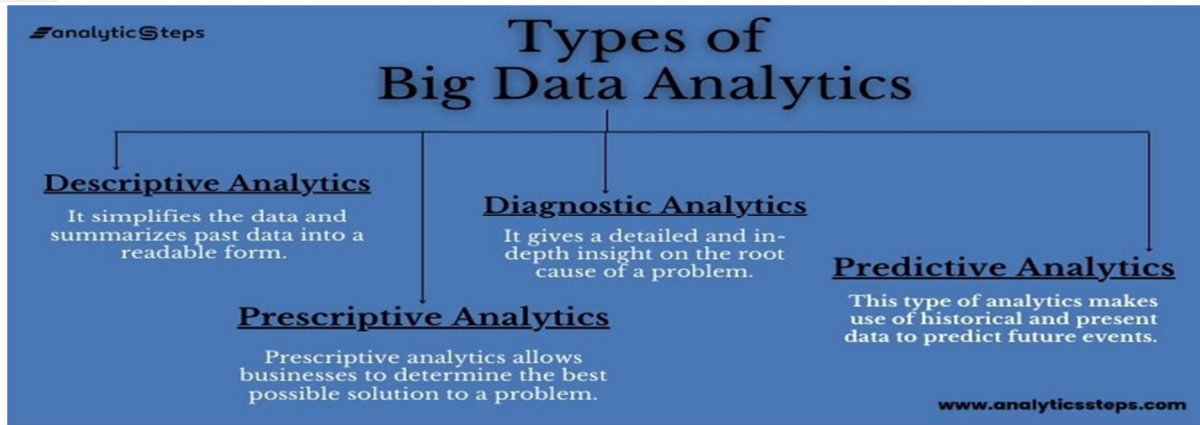 analyticSteps
Types of
Big Data Analytics
Descriptive Analytics
It simplifies the data and
summarizes past data into a
readable form.
Prescriptive Analytics
Prescriptive analytics allows
businesses to determine the best
possible solution to a problem.
Diagnostic Analytics
It gives a detailed and in-
depth insight on the root
cause of a problem.
Predictive Analytics
This type of analytics makes
use of historical and present
data to predict future events.
www.analyticssteps.com